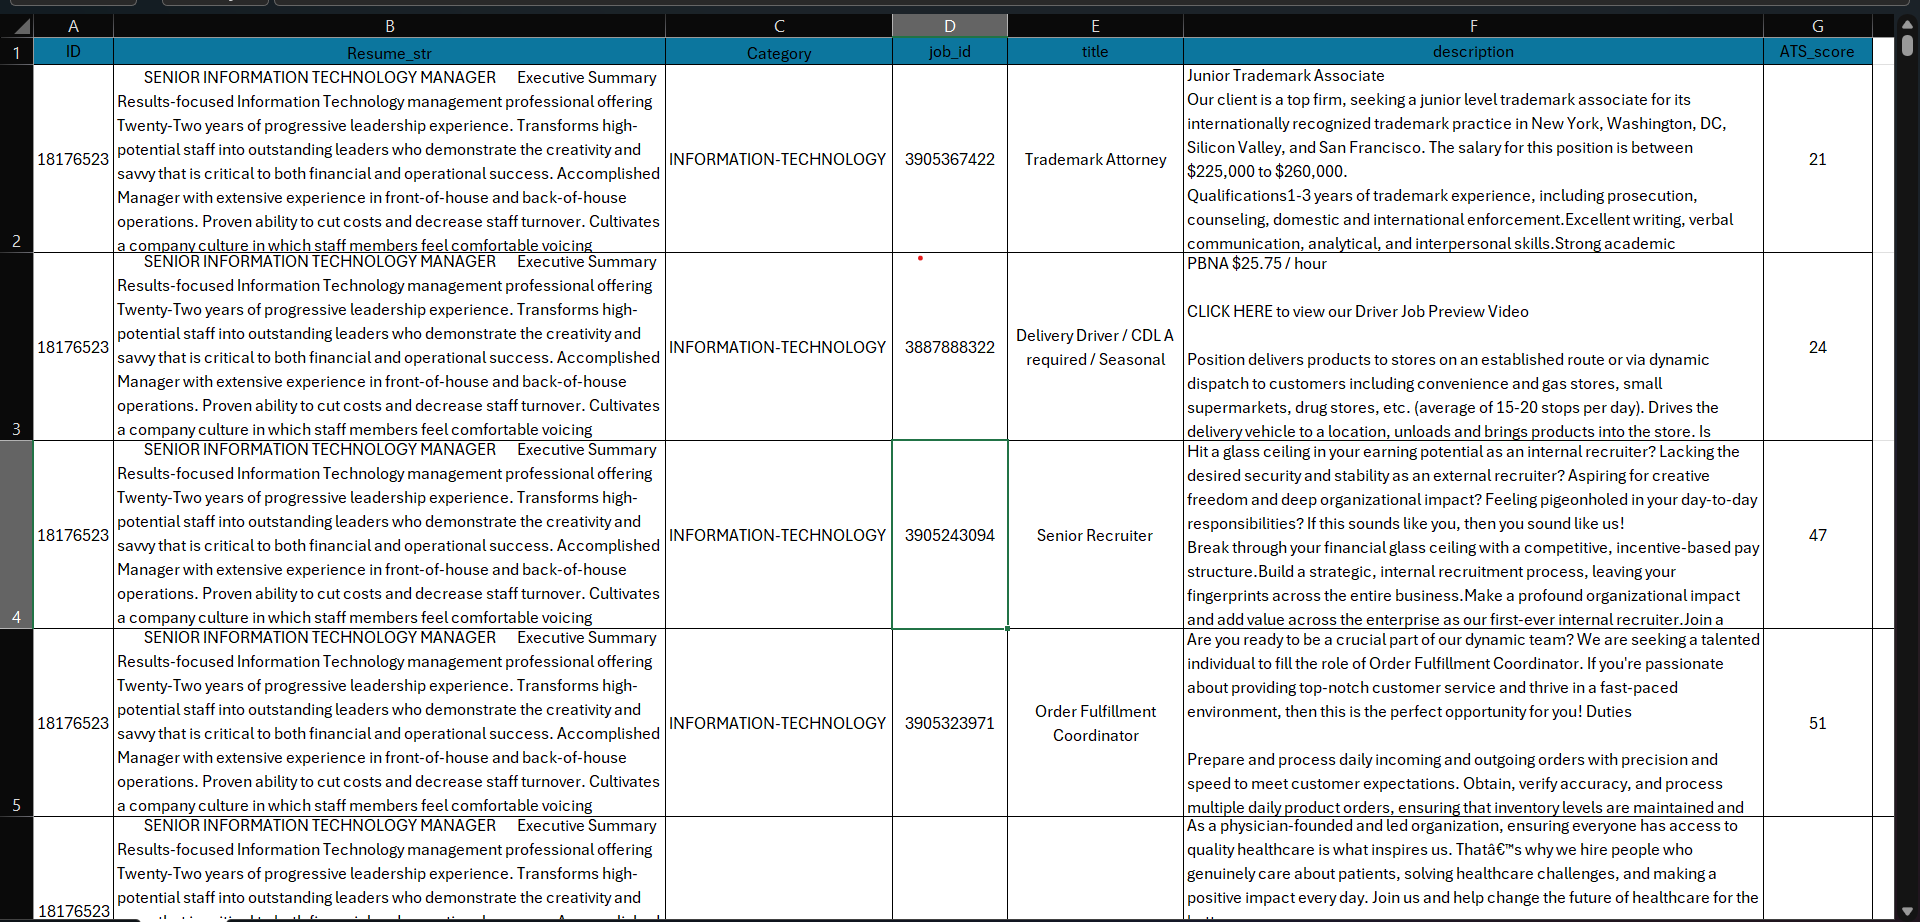 A B C D E F G
1 ID Resume_str Category job_id title description ATS_score
SENIOR INFORMATION TECHNOLOGY MANAGER Executive Summary
Results-focused Information Technology management professional offering
Twenty-Two years of progressive leadership experience. Transforms high-
potential staff into outstanding leaders who demonstrate the creativity and
savvy that is critical to both financial and operational success. Accomplished
Manager with extensive experience in front-of-house and back-of-house
operations. Proven ability to cut costs and decrease staff turnover. Cultivates
a company culture in which staff members feel comfortable voicing
2
18176523
INFORMATION-TECHNOLOGY
3905367422
Trademark Attorney
Junior Trademark Associate
Our client is a top firm, seeking a junior level trademark associate for its
internationally recognized trademark practice in New York, Washington, DC,
Silicon Valley, and San Francisco. The salary for this position is between
$225,000 to $260,000.
Qualifications1-3 years of trademark experience, including prosecution,
counseling, domestic and international enforcement.Excellent writing, verbal
communication, analytical, and interpersonal skills.Strong academic
21
SENIOR INFORMATION TECHNOLOGY MANAGER Executive Summary
Results-focused Information Technology management professional offering
Twenty-Two years of progressive leadership experience. Transforms high-
potential staff into outstanding leaders who demonstrate the creativity and
savvy that is critical to both financial and operational success. Accomplished
Manager with extensive experience in front-of-house and back-of-house
operations. Proven ability to cut costs and decrease staff turnover. Cultivates
a company culture in which staff members feel comfortable voicing
3
18176523
INFORMATION-TECHNOLOGY
3887888322
Delivery Driver / CDL A
required / Seasonal
PBNA $25.75 / hour
CLICK HERE to view our Driver Job Preview Video
Position delivers products to stores on an established route or via dynamic
dispatch to customers including convenience and gas stores, small
supermarkets, drug stores, etc. (average of 15-20 stops per day). Drives the
delivery vehicle to a location, unloads and brings products into the store. Is
24
SENIOR INFORMATION TECHNOLOGY MANAGER Executive Summary
Results-focused Information Technology management professional offering
Twenty-Two years of progressive leadership experience. Transforms high-
potential staff into outstanding leaders who demonstrate the creativity and
savvy that is critical to both financial and operational success. Accomplished
Manager with extensive experience in front-of-house and back-of-house
operations. Proven ability to cut costs and decrease staff turnover. Cultivates
a company culture in which staff members feel comfortable voicing
4
18176523
INFORMATION-TECHNOLOGY
3905243094
Senior Recruiter
Hit a glass ceiling in your earning potential as an internal recruiter? Lacking the
desired security and stability as an external recruiter? Aspiring for creative
freedom and deep organizational impact? Feeling pigeonholed in your day-to-day
responsibilities? If this sounds like you, then you sound like us!
Break through your financial glass ceiling with a competitive, incentive-based pay
structure.Build a strategic, internal recruitment process, leaving your
fingerprints across the entire business.Make a profound organizational impact
and add value across the enterprise as our first-ever internal recruiter.Join a
47
SENIOR INFORMATION TECHNOLOGY MANAGER Executive Summary
Results-focused Information Technology management professional offering
Twenty-Two years of progressive leadership experience. Transforms high-
potential staff into outstanding leaders who demonstrate the creativity and
savvy that is critical to both financial and operational success. Accomplished
Manager with extensive experience in front-of-house and back-of-house
operations. Proven ability to cut costs and decrease staff turnover. Cultivates
a company culture in which staff members feel comfortable voicing
5
18176523
INFORMATION-TECHNOLOGY
3905323971
Order Fulfillment
Coordinator
Are you ready to be a crucial part of our dynamic team? We are seeking a talented
individual to fill the role of Order Fulfillment Coordinator. If you're passionate
about providing top-notch customer service and thrive in a fast-paced
environment, then this is the perfect opportunity for you! Duties
Prepare and process daily incoming and outgoing orders with precision and
speed to meet customer expectations. Obtain, verify accuracy, and process
multiple daily product orders, ensuring that inventory levels are maintained and
51
SENIOR INFORMATION TECHNOLOGY MANAGER Executive Summary
Results-focused Information Technology management professional offering
Twenty-Two years of progressive leadership experience. Transforms high-
potential staff into outstanding leaders who demonstrate the creativity and
18176523
As a physician-founded and led organization, ensuring everyone has access to
quality healthcare is what inspires us. Thatâ€™s why we hire people who
genuinely care about patients, solving healthcare challenges, and making a
positive impact every day. Join us and help change the future of healthcare for the